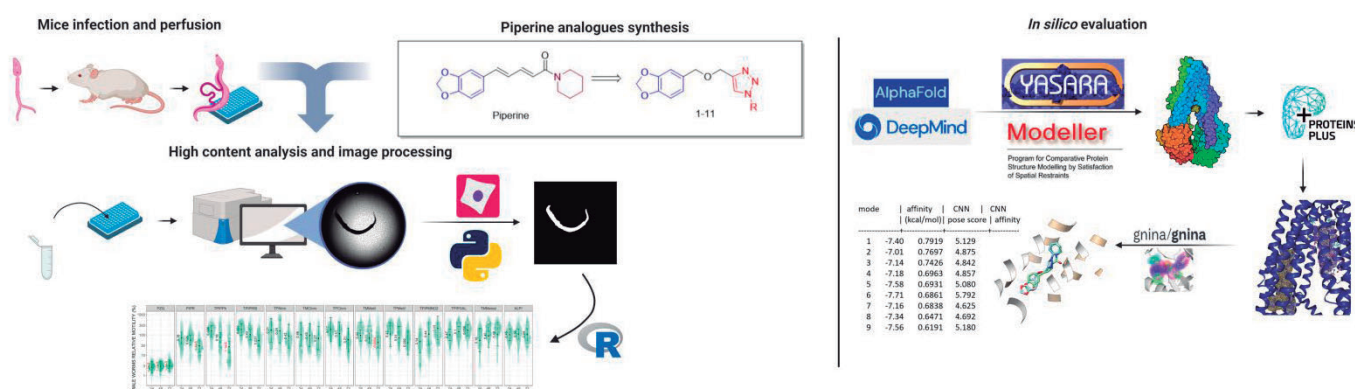 Mice infection and perfusion
Piperine analogues synthesis
O
N
Piperine
O
N
N
N
R
1-11
High content analysis and image processing
MALE WORMS RELATIVE MOTILITY (%)
R
In silico evaluation
AlphaFold
DeepMind
YASARA
Modeller
Program for Comparative Protein
Structure Modelling by Satisfaction
of Spatial Restraints
PROTEINS
PLUS
mode | affinity | CNN | CNN
| (kcal/mol)| pose score | affinity
1 -7.40 0.7919 5.129
2 -7.01 0.7697 4.875
3 -7.14 0.7426 4.842
4 -7.18 0.6963 4.857
5 -7.58 0.6931 5.080
6 -7.71 0.6861 5.792
7 -7.16 0.6838 4.625
8 -7.34 0.6471 4.692
9 -7.56 0.6191 5.180
gnina/gnina